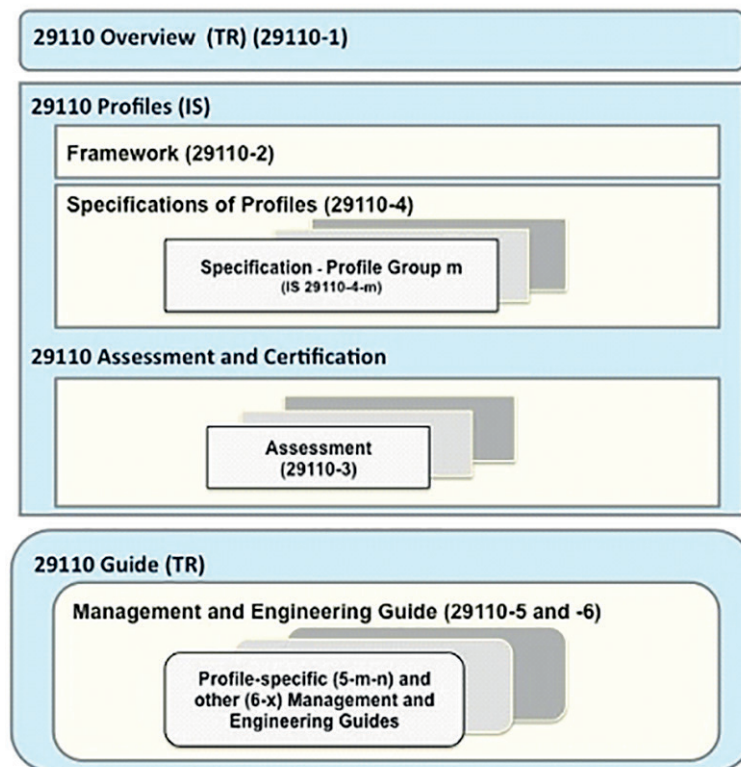 29110 Overview (TR) (29110-1)
29110 Profiles (IS)
Framework (29110-2)
Specifications of Profiles (29110-4)
Specification - Profile Group m
(IS 29110-4-m)
29110 Assessment and Certification
Assessment
(29110-3)
29110 Guide (TR)
Management and Engineering Guide (29110-5 and -6)
Profile-specific (5-m-n) and
other (6-x) Management and
Engineering Guides